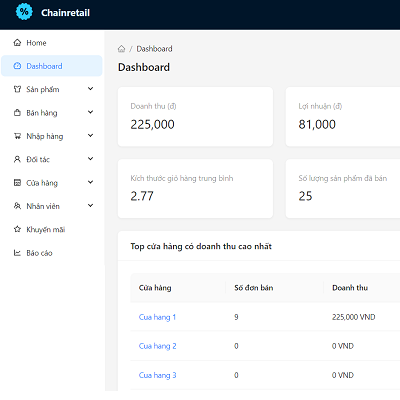 % Chainretail
Home
Dashboard
Sản phẩm
Bán hàng
Nhập hàng
Đối tác
Cửa hàng
Nhân viên
Khuyến mãi
Báo cáo
/ Dashboard
Dashboard
Doanh thu (đ)
225,000
Lợi nhuận (đ)
81,000
Kích thước giỏ hàng trung bình
2.77
Số lượng sản phẩm đã bán
25
Top cửa hàng có doanh thu cao nhất
Cửa hàng Số đơn bán Doanh thu
Cua hang 1 9 225,000 VND
Cua hang 2 0 0 VND
Cua hang 3 0 0 VND